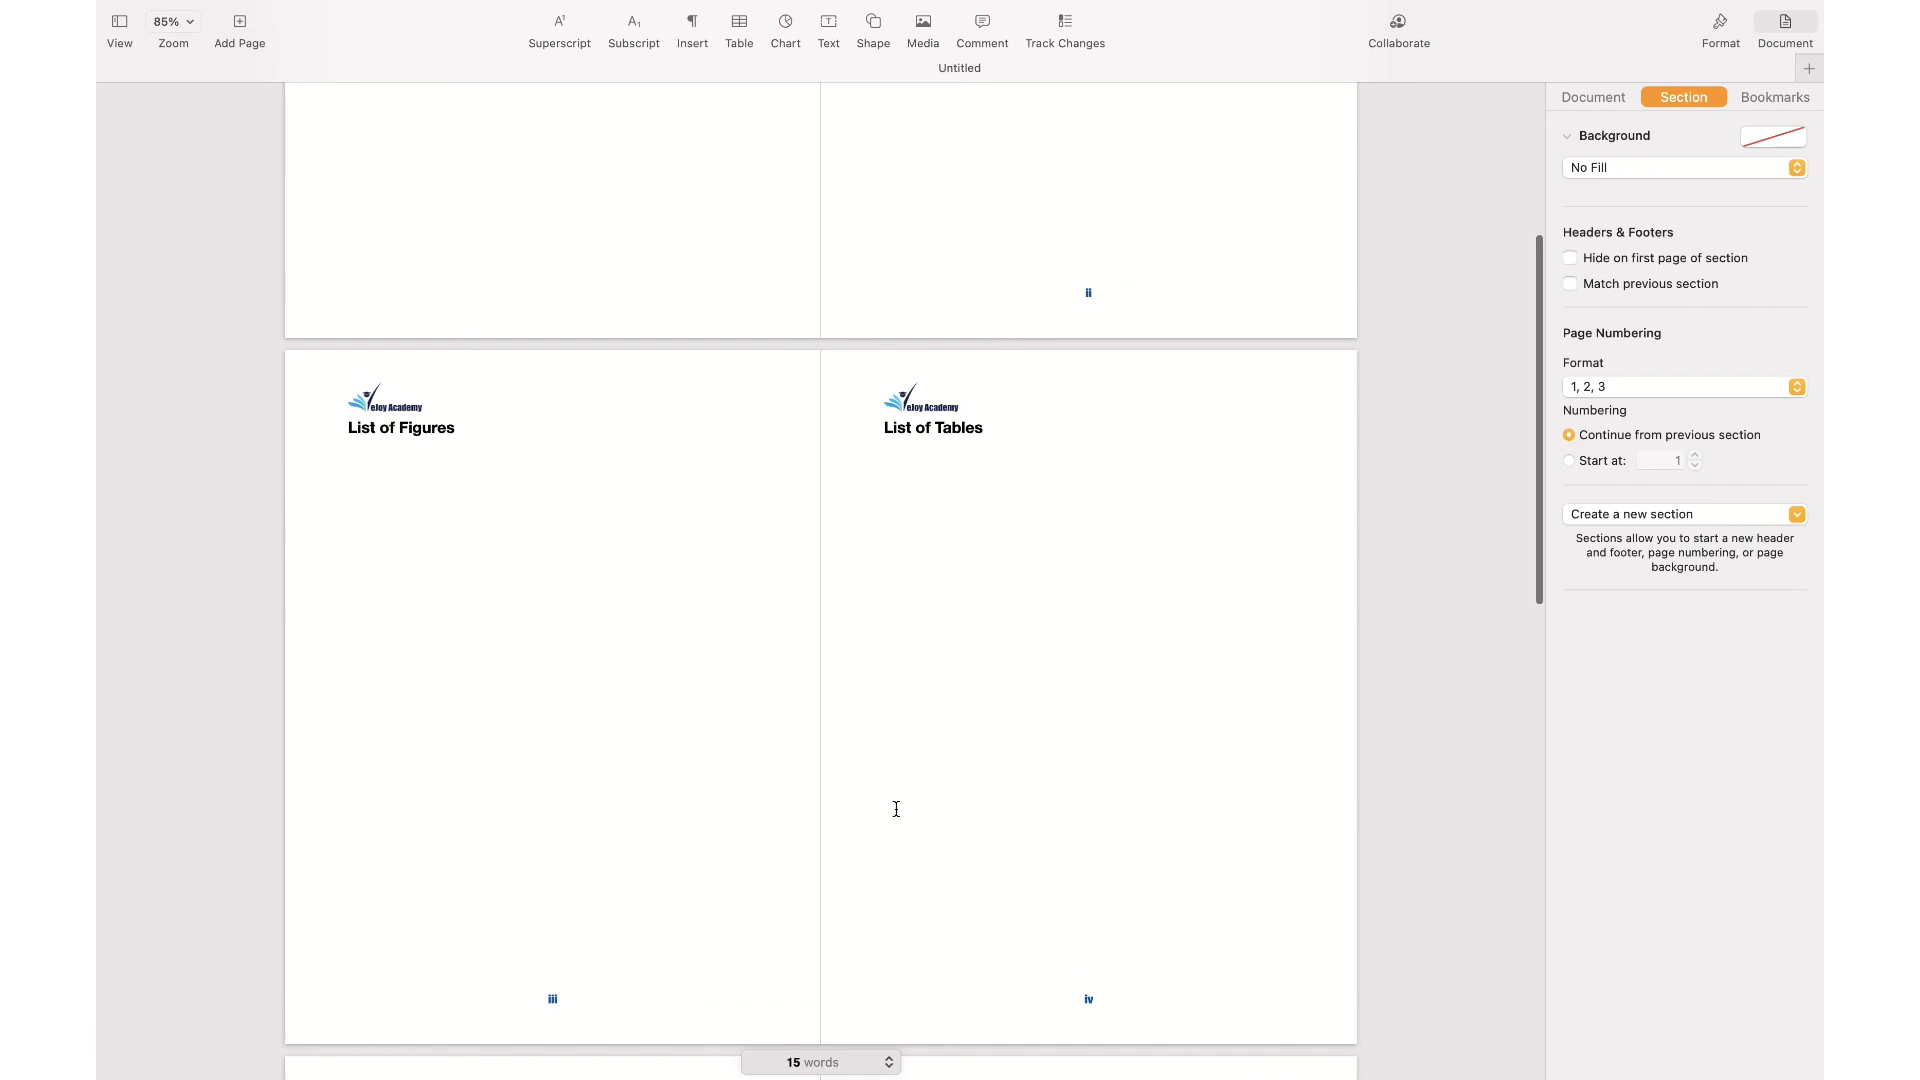 85%
View
Zoom
Add Page
Superscript
Subscript
Insert
Table
Chart
Text
Shape
Media
Comment
Track Changes
Collaborate
Format
Document
Untitled
Document
Section
Bookmarks
Background
No Fill
Headers & Footers
Hide on first page of section
Match previous section
Page Numbering
Format
1, 2, 3
Numbering
Continue from previous section
Start at: 1
Create a new section
Sections allow you to start a new header
and footer, page numbering, or page
background.
ii
eJoy Academy
List of Figures
iii
eJoy Academy
List of Tables
iv
15 words